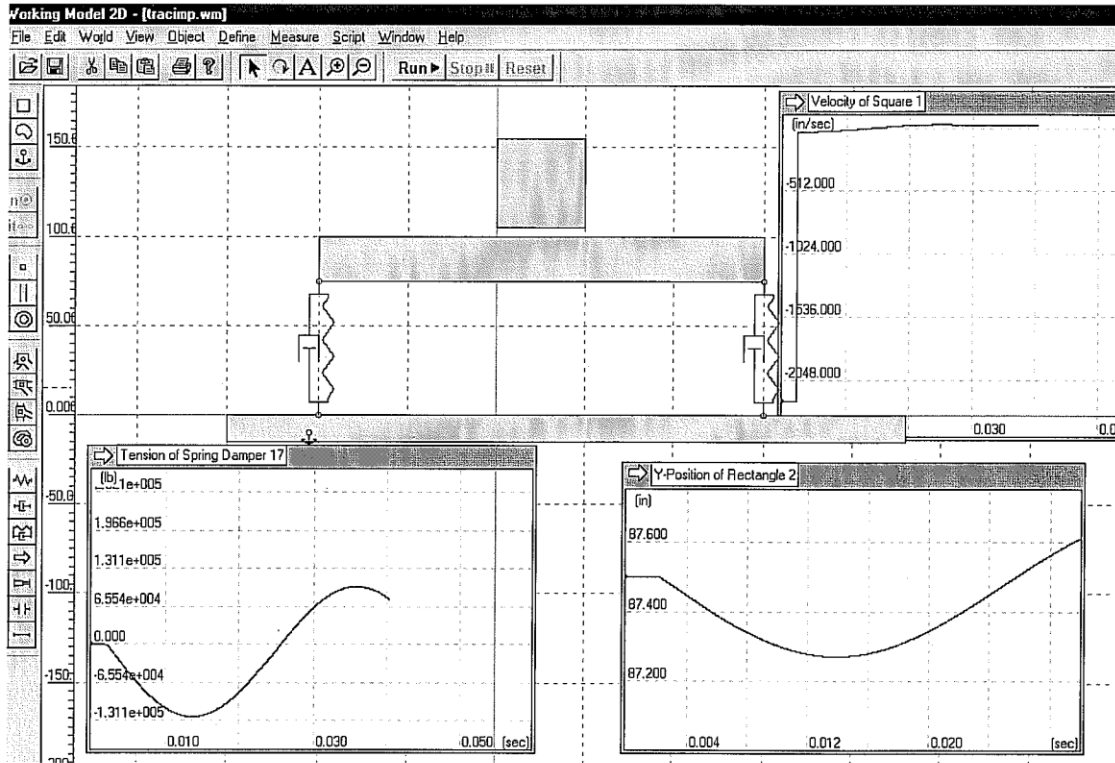 Working Model 2D - [tracimp.wm]
File Edit World View Object Define Measure Script Window Help
Run Stop Reset
Velocity of Square 1
(in/sec)
-512.000
-1024.000
-1536.000
-2048.000
0.030
150.0
100.0
50.00
0.000
-50.0
-100.
-150.
-200.
Tension of Spring Damper 17
(lb)
1.966e+005
1.311e+005
6.554e+004
0.000
-6.554e+004
-1.311e+005
0.010 0.030 0.050 (sec)
Y-Position of Rectangle 2
(in)
87.600
87.400
87.200
0.004 0.012 0.020 (sec)